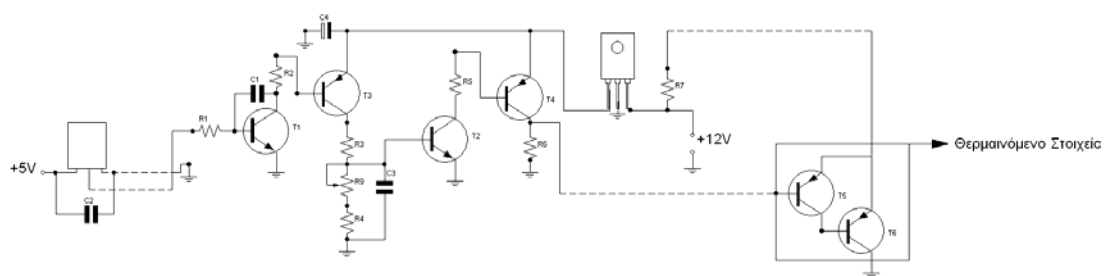 C4
R2
C1
T3
R5
T4
R7
R1
T1
T2
+12V
R3
R6
Θερμαινόμενο Στοιχείο
+5V
R9
C3
T5
C2
R4
T6